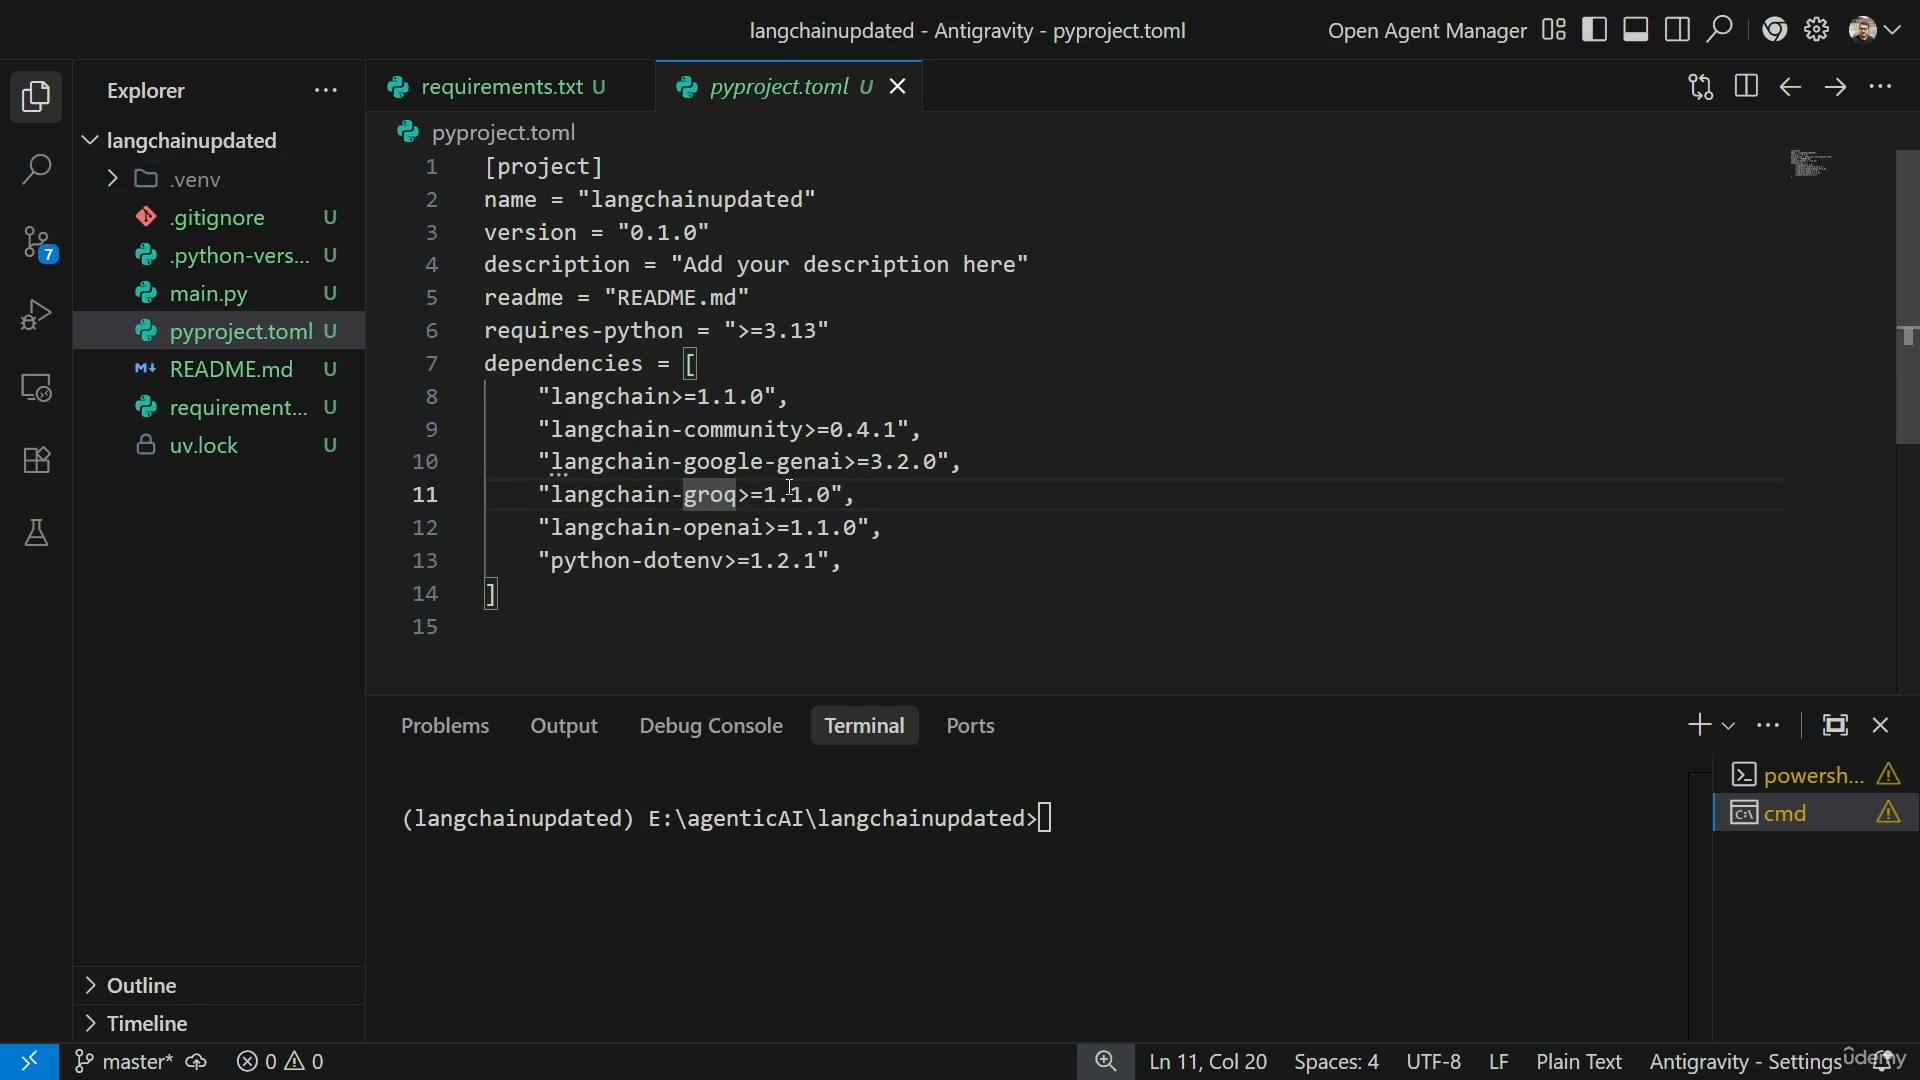 langchainupdated - Antigravity - pyproject.toml
Open Agent Manager
Explorer
requirements.txt U
pyproject.toml U
langchainupdated
.venv
.gitignore U
.python-vers... U
main.py U
pyproject.toml U
README.md U
requirement... U
uv.lock U
7
pyproject.toml
1 [project]
2 name = "langchainupdated"
3 version = "0.1.0"
4 description = "Add your description here"
5 readme = "README.md"
6 requires-python = ">=3.13"
7 dependencies = [
8 "langchain>=1.1.0",
9 "langchain-community>=0.4.1",
10 "langchain-google-genai>=3.2.0",
11 "langchain-groq>=1.1.0",
12 "langchain-openai>=1.1.0",
13 "python-dotenv>=1.2.1",
14 ]
15
Problems Output Debug Console Terminal Ports
(langchainupdated) E:\agenticAI\langchainupdated>
powersh...
cmd
Outline
Timeline
master* 0 0
Ln 11, Col 20 Spaces: 4 UTF-8 LF Plain Text Antigravity - Settings
ûdemy